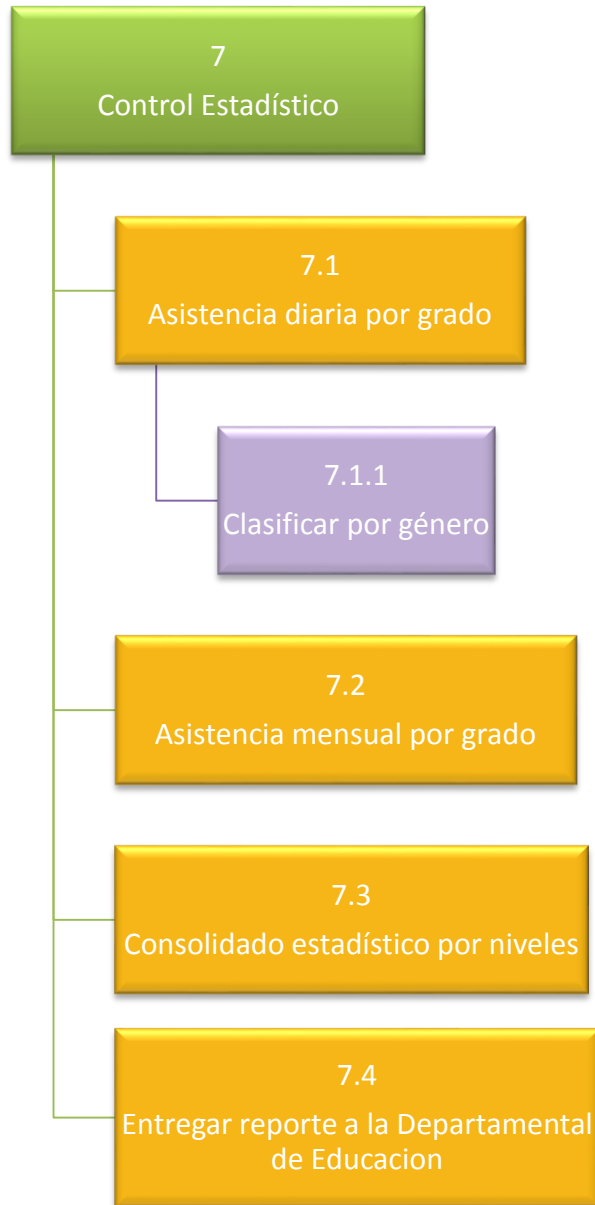 7
Control Estadístico
7.1
Asistencia diaria por grado
7.1.1
Clasificar por género
7.2
Asistencia mensual por grado
7.3
Consolidado estadístico por niveles
7.4
Entregar reporte a la Departamental
de Educacion